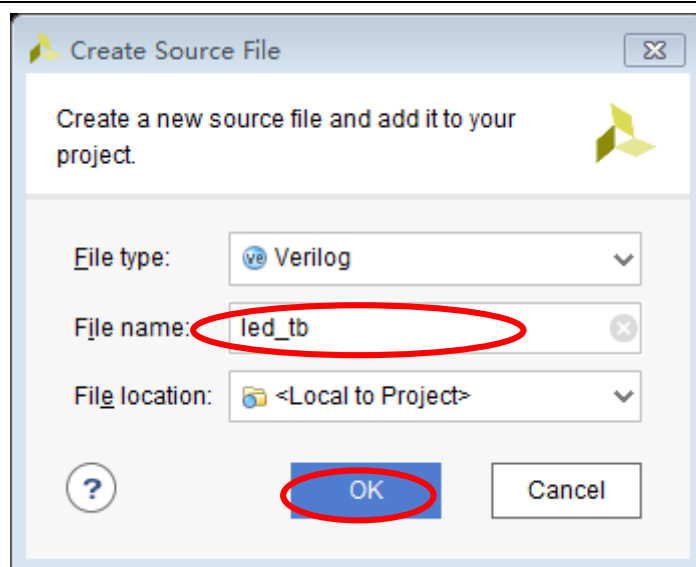 Create Source File
Create a new source file and add it to your
project.
File type: ve Verilog
File name: led_tb
File location: <Local to Project>
? OK Cancel